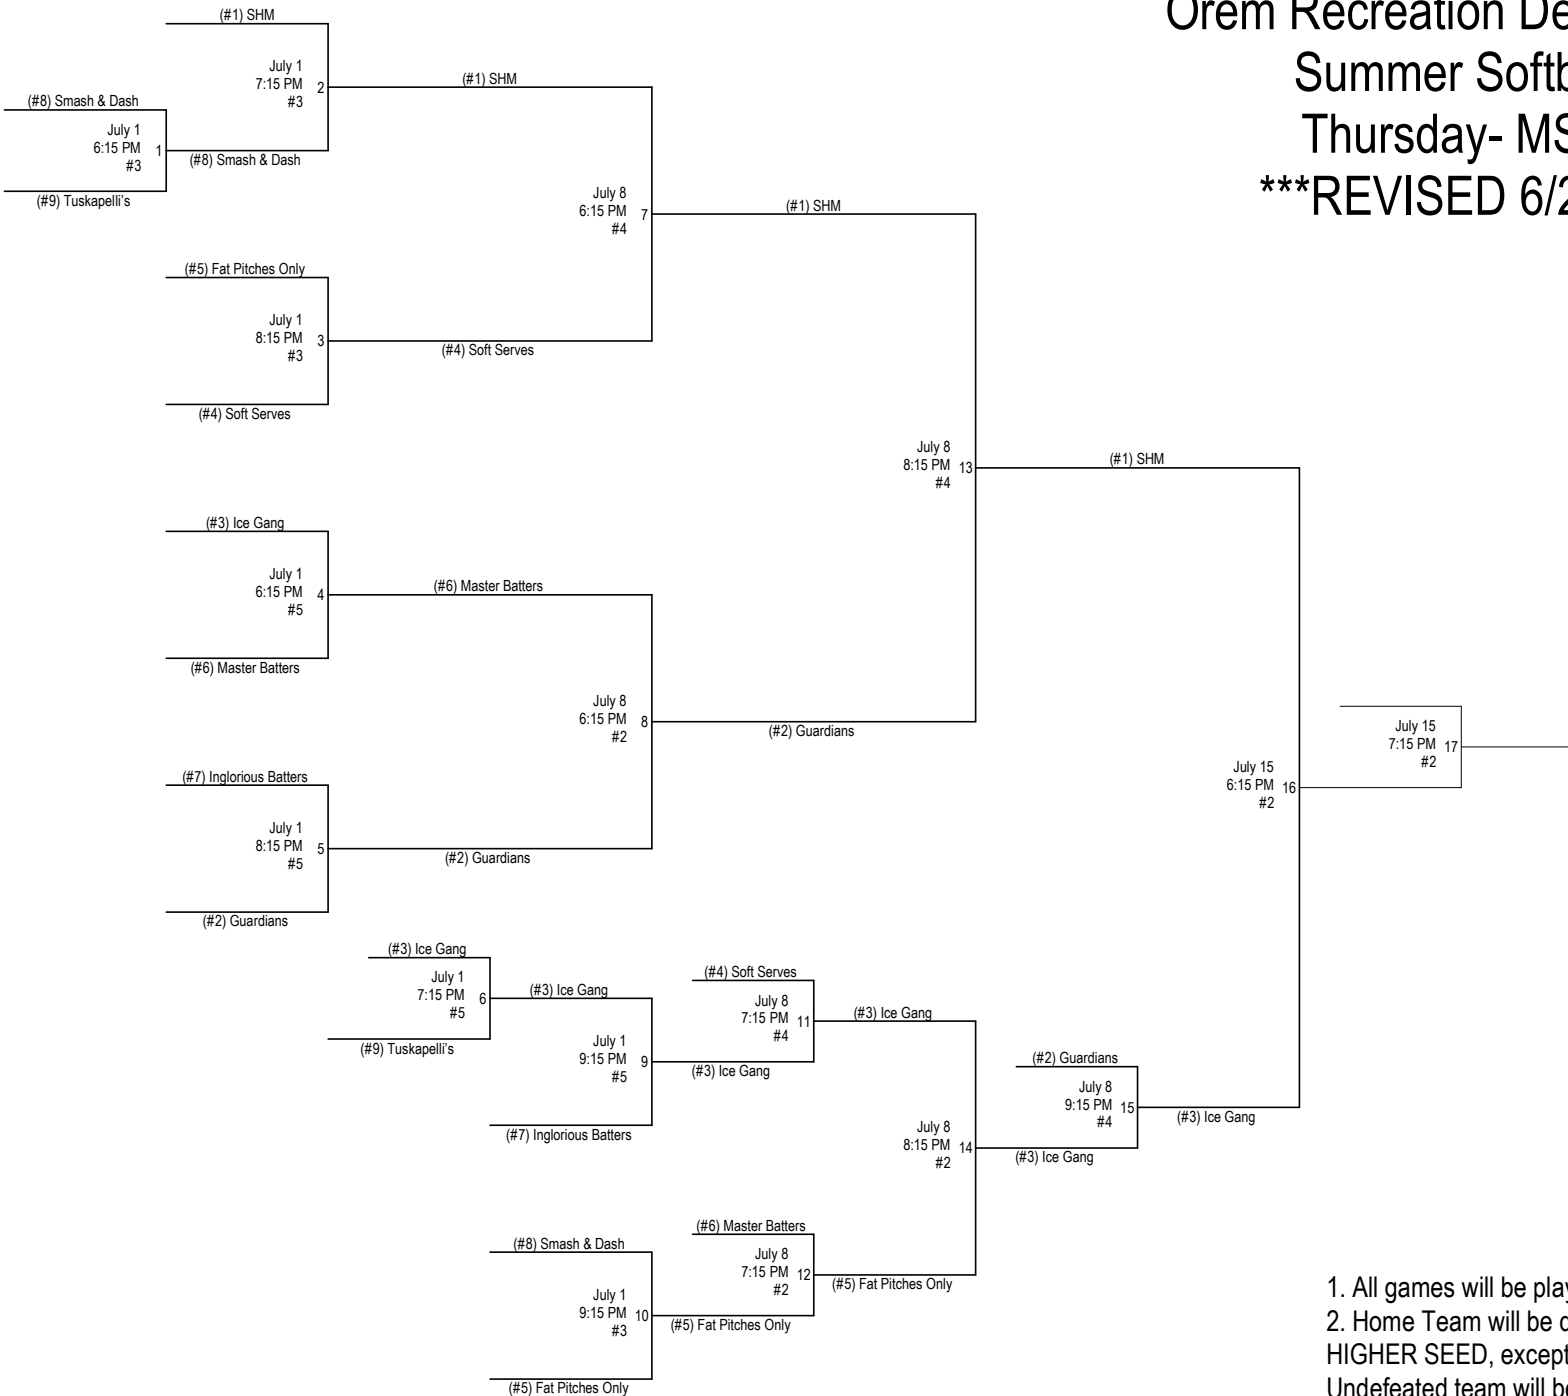 Orem Recreation De
Summer Softb
Thursday- MS
***REVISED 6/2
(#1) SHM
July 1
7:15 PM 2
#3
(#1) SHM
(#8) Smash & Dash
July 1
6:15 PM 1
#3
(#8) Smash & Dash
(#9) Tuskapelli's
July 8
6:15 PM 7
#4
(#1) SHM
(#5) Fat Pitches Only
July 1
8:15 PM 3
#3
(#4) Soft Serves
(#4) Soft Serves
July 8
8:15 PM 13
#4
(#1) SHM
(#3) Ice Gang
July 1
6:15 PM 4
#5
(#6) Master Batters
(#6) Master Batters
July 8
6:15 PM 8
#2
(#2) Guardians
(#7) Inglorious Batters
July 1
8:15 PM 5
#5
(#2) Guardians
(#2) Guardians
July 15
6:15 PM 16
#2
July 15
7:15 PM 17
#2
(#3) Ice Gang
July 1
7:15 PM 6
#5
(#3) Ice Gang
(#9) Tuskapelli's
July 1
9:15 PM 9
#5
(#7) Inglorious Batters
(#4) Soft Serves
July 8
7:15 PM 11
#4
(#3) Ice Gang
(#3) Ice Gang
July 8
8:15 PM 14
#2
(#2) Guardians
July 8
9:15 PM 15
#4
(#3) Ice Gang
(#3) Ice Gang
(#8) Smash & Dash
July 1
9:15 PM 10
#3
(#5) Fat Pitches Only
(#6) Master Batters
July 8
7:15 PM 12
#2
(#5) Fat Pitches Only
(#5) Fat Pitches Only
1. All games will be play
2. Home Team will be d
HIGHER SEED, except
Undefeated team will be